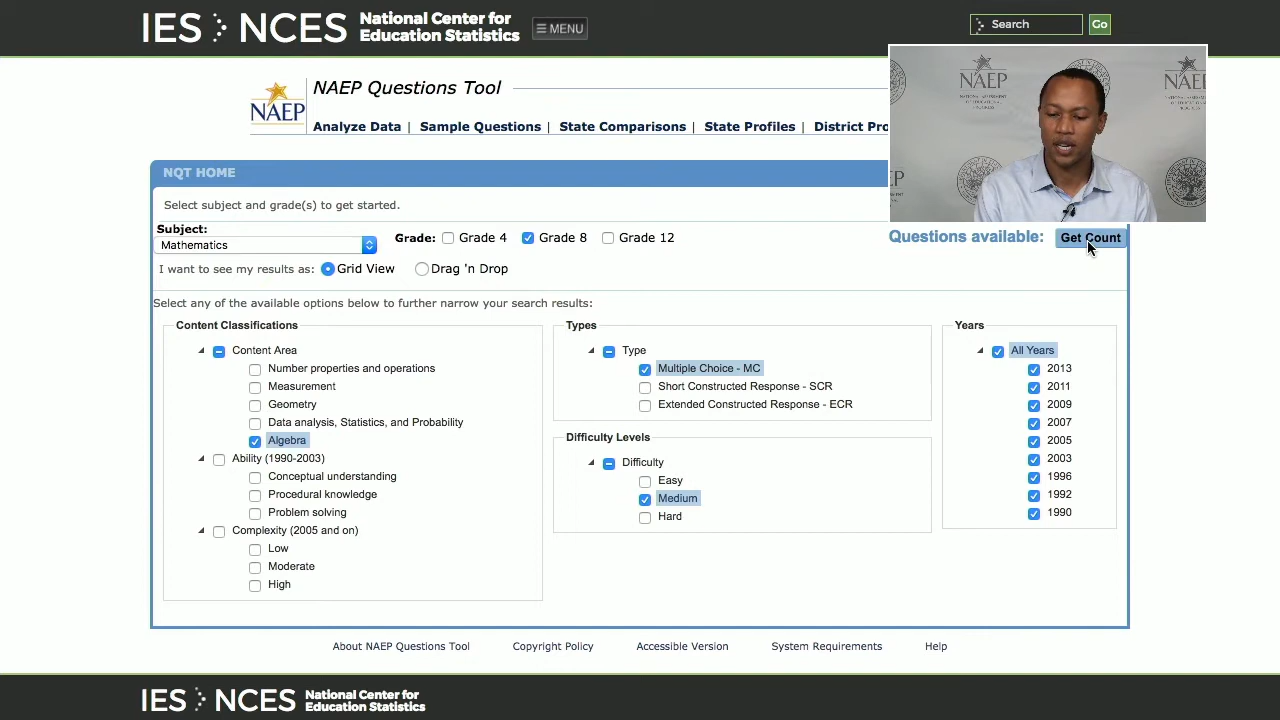 IES NCES National Center for Education Statistics MENU Search Go
NAEP
NAEP Questions Tool
Analyze Data | Sample Questions | State Comparisons | State Profiles | District Pro
NAEP
NAEP
NQT HOME
Select subject and grade(s) to get started.
Subject:
Mathematics
Grade: Grade 4 Grade 8 Grade 12
Questions available: Get Count
I want to see my results as: Grid View Drag 'n Drop
Select any of the available options below to further narrow your search results:
Content Classifications
Content Area
Number properties and operations
Measurement
Geometry
Data analysis, Statistics, and Probability
Algebra
Ability (1990-2003)
Conceptual understanding
Procedural knowledge
Problem solving
Complexity (2005 and on)
Low
Moderate
High
Types
Type
Multiple Choice - MC
Short Constructed Response - SCR
Extended Constructed Response - ECR
Difficulty Levels
Difficulty
Easy
Medium
Hard
Years
All Years
2013
2011
2009
2007
2005
2003
1996
1992
1990
About NAEP Questions Tool Copyright Policy Accessible Version System Requirements Help
IES NCES National Center for Education Statistics